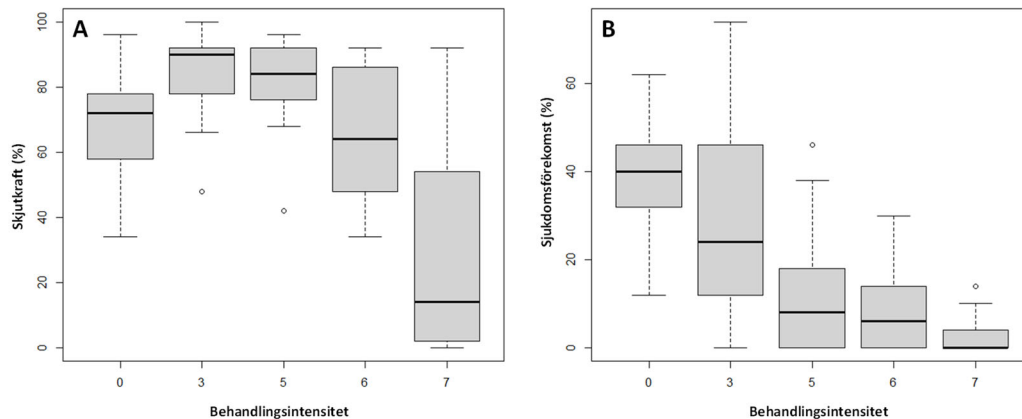 A
Skjutkraft (%)
100
80
60
40
20
0
0 3 5 6 7
Behandlingsintensitet
B
Sjukdomsförekomst (%)
60
40
20
0
0 3 5 6 7
Behandlingsintensitet